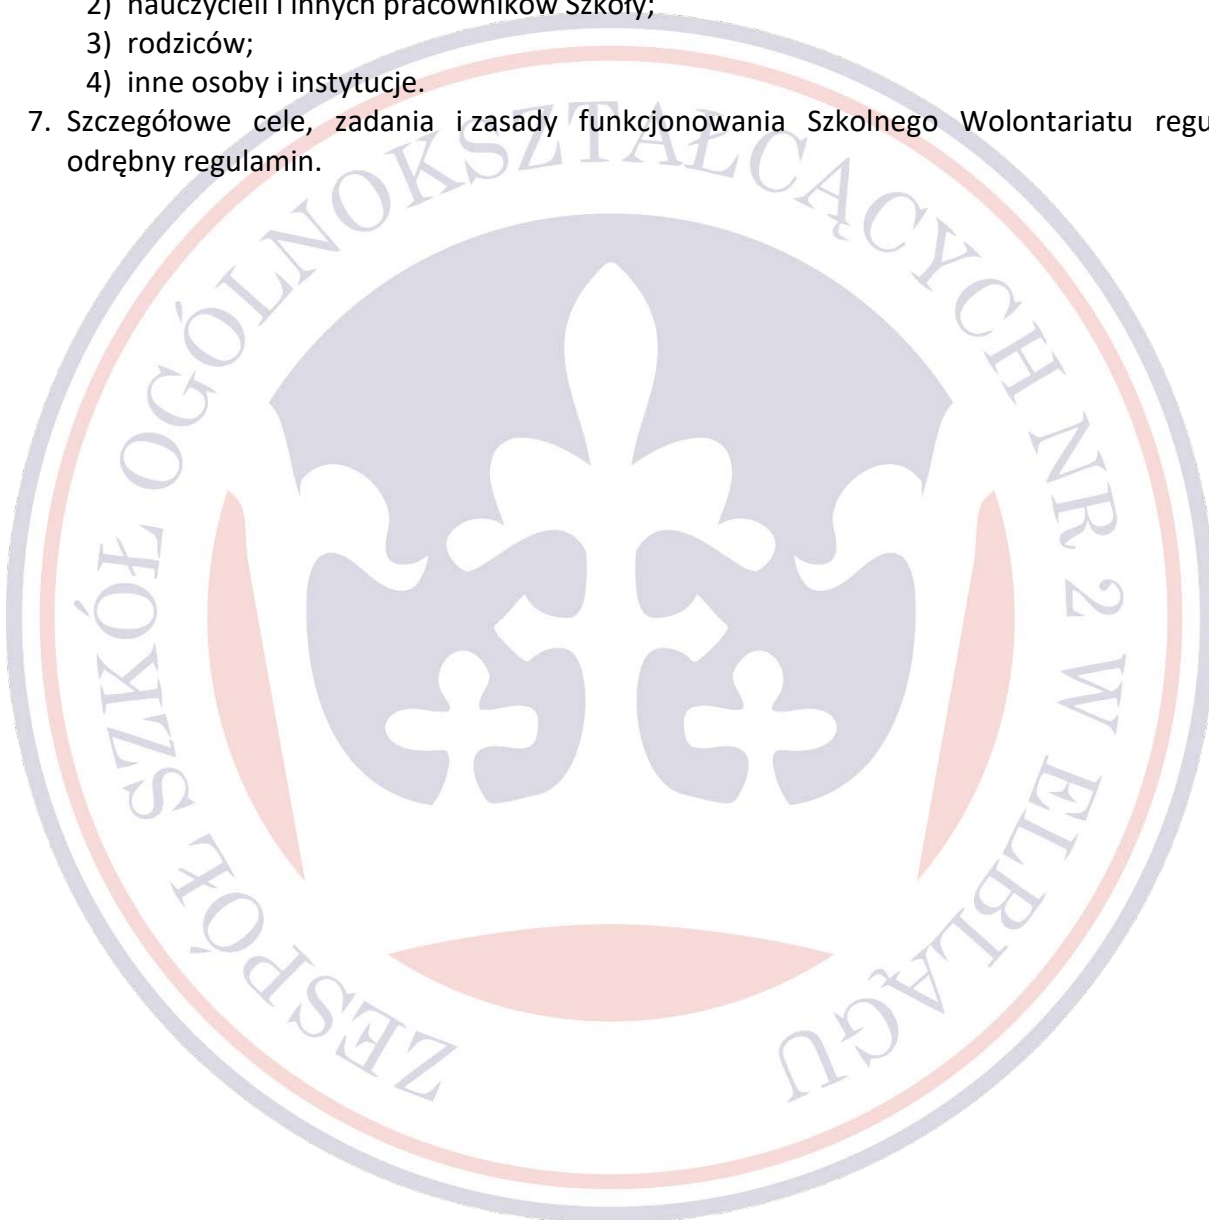 2) nauczycieli i innych pracowników Szkoły;
3) rodziców;
4) inne osoby i instytucje.
7. Szczegółowe cele, zadania i zasady funkcjonowania Szkolnego Wolontariatu regu
odrębny regulamin.
ZESPÓŁ SZKÓŁ OGÓLNOKSZTAŁCĄCYCH NR 2 W ELBLĄGU